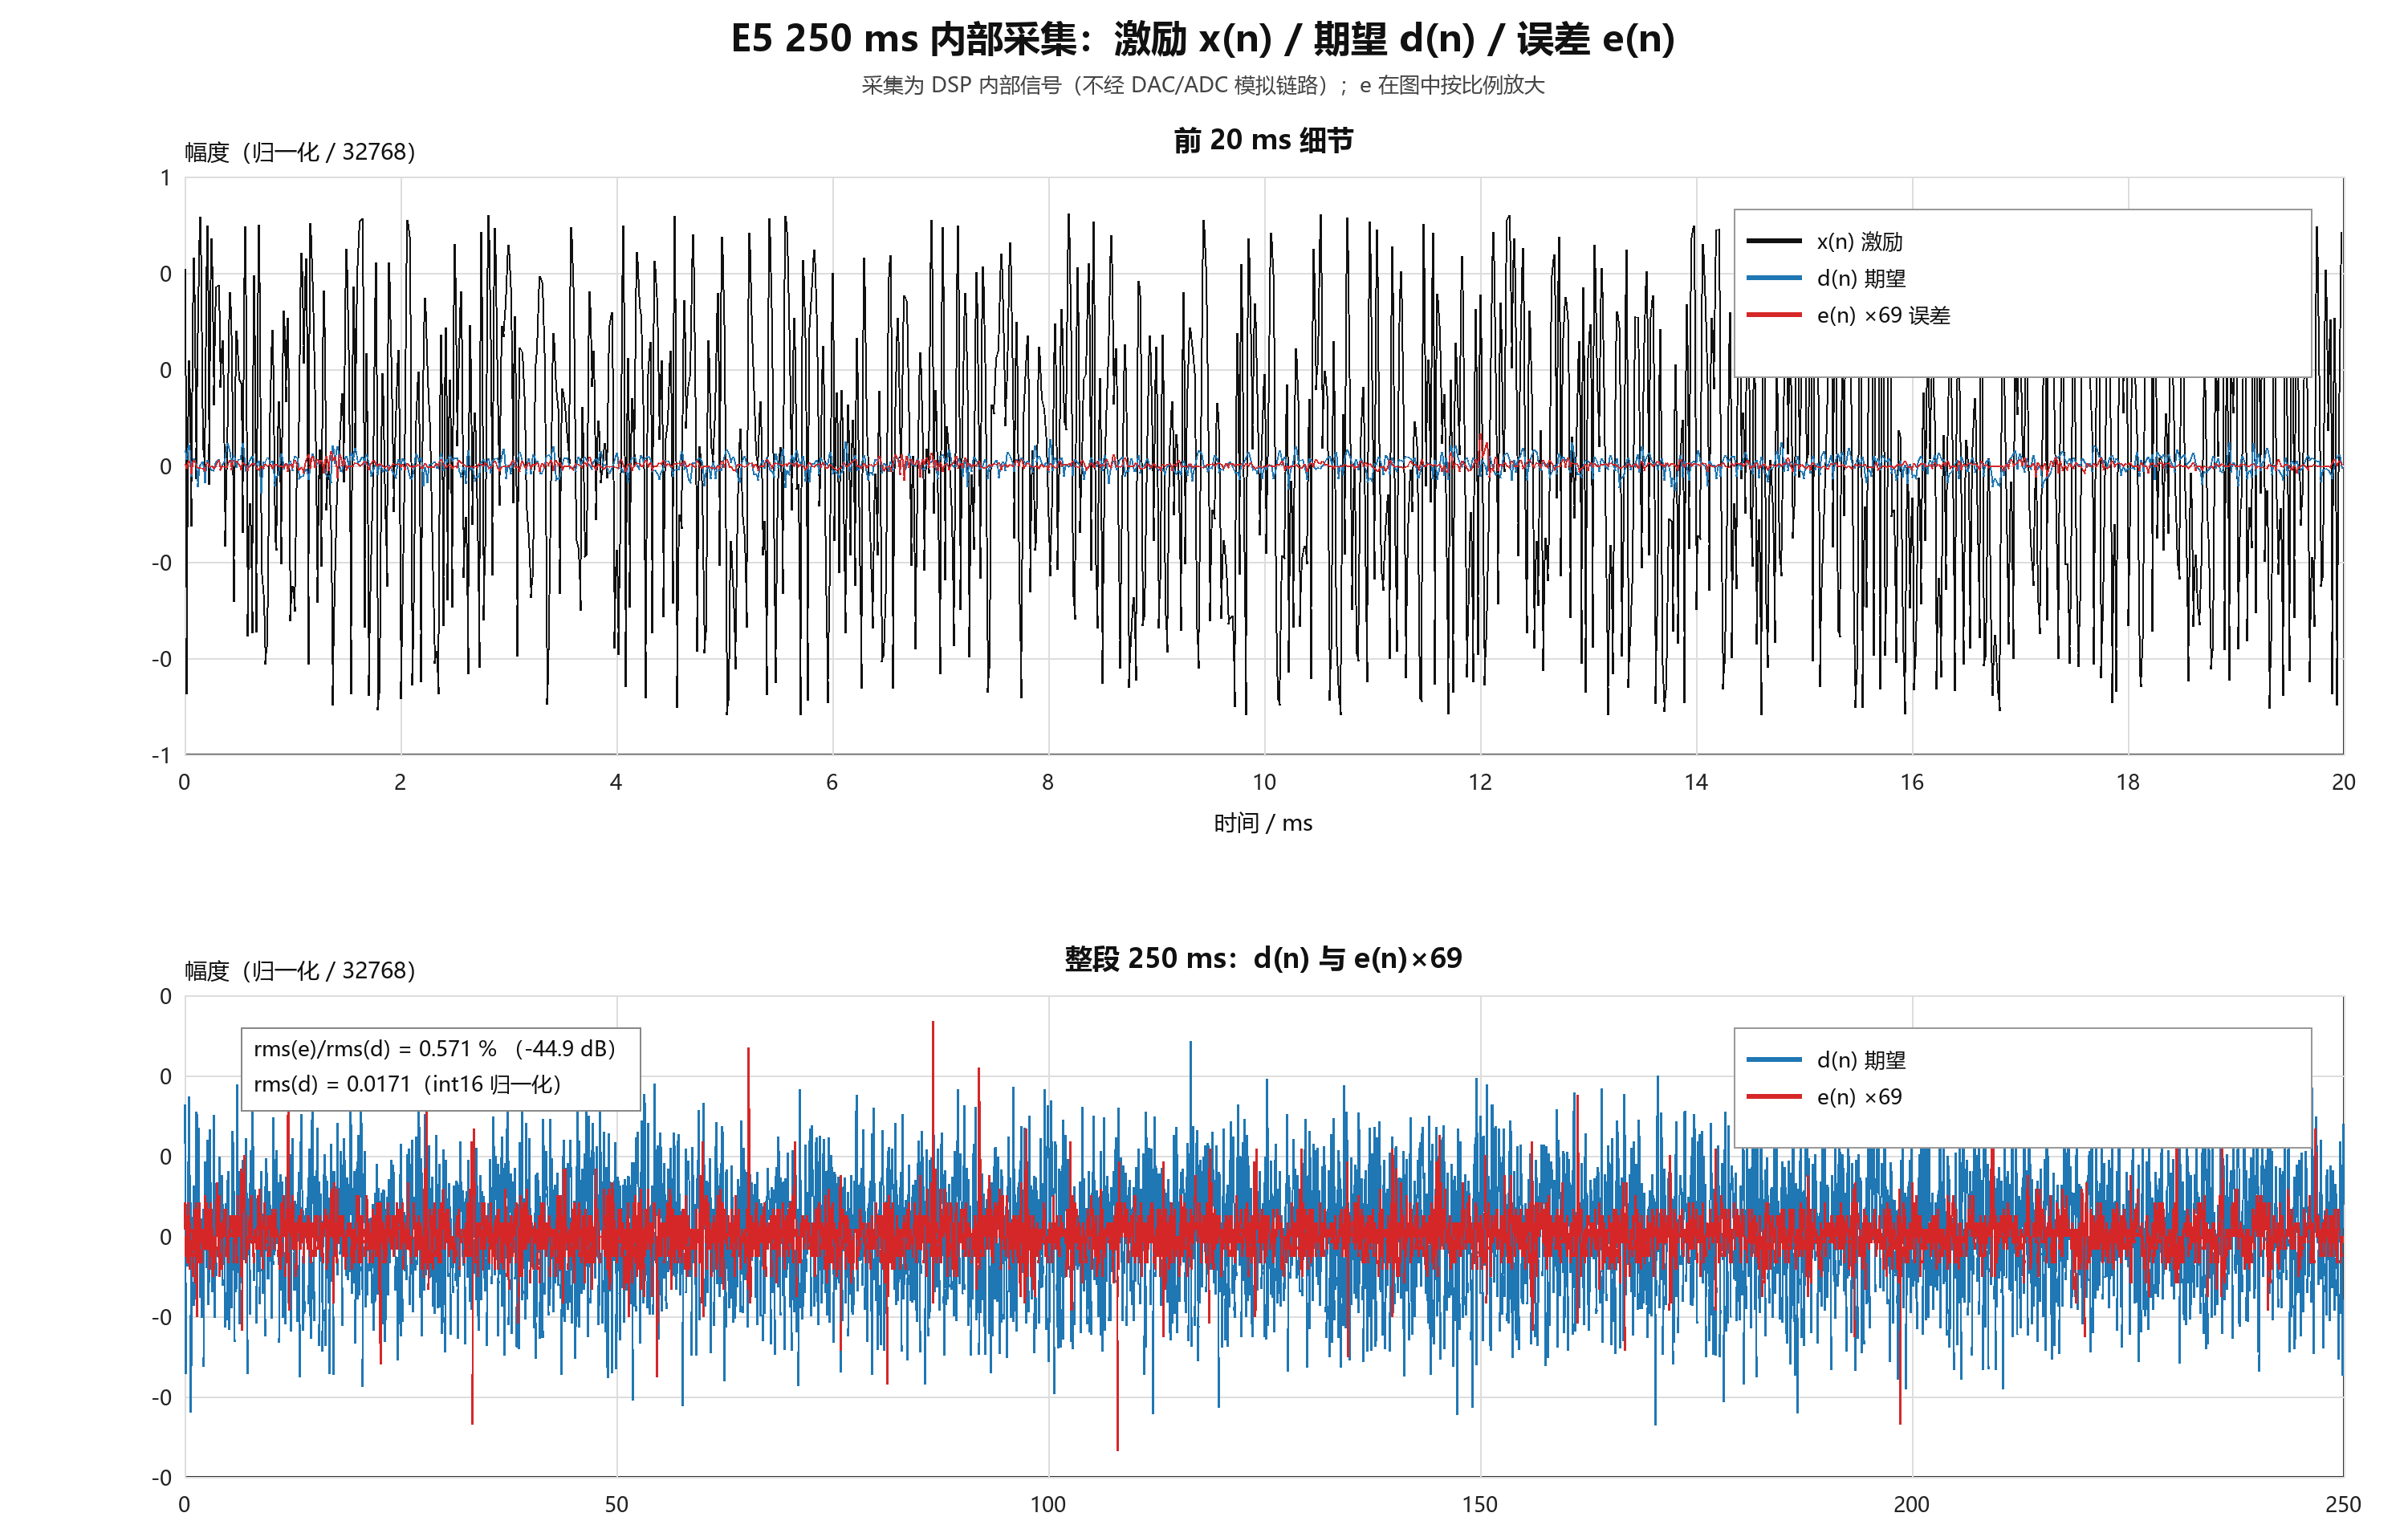 E5 250 ms 内部采集：激励 x(n) / 期望 d(n) / 误差 e(n)
采集为 DSP 内部信号（不经 DAC/ADC 模拟链路）；e 在图中按比例放大
前 20 ms 细节
幅度（归一化 / 32768）
1
0
0
0
-0
-0
-1
x(n) 激励
d(n) 期望
e(n) ×69 误差
0 2 4 6 8 10 12 14 16 18 20
时间 / ms
整段 250 ms：d(n) 与 e(n)×69
幅度（归一化 / 32768）
0
0
0
0
-0
-0
-0
rms(e)/rms(d) = 0.571 % （-44.9 dB）
rms(d) = 0.0171（int16 归一化）
d(n) 期望
e(n) ×69
0 50 100 150 200 250